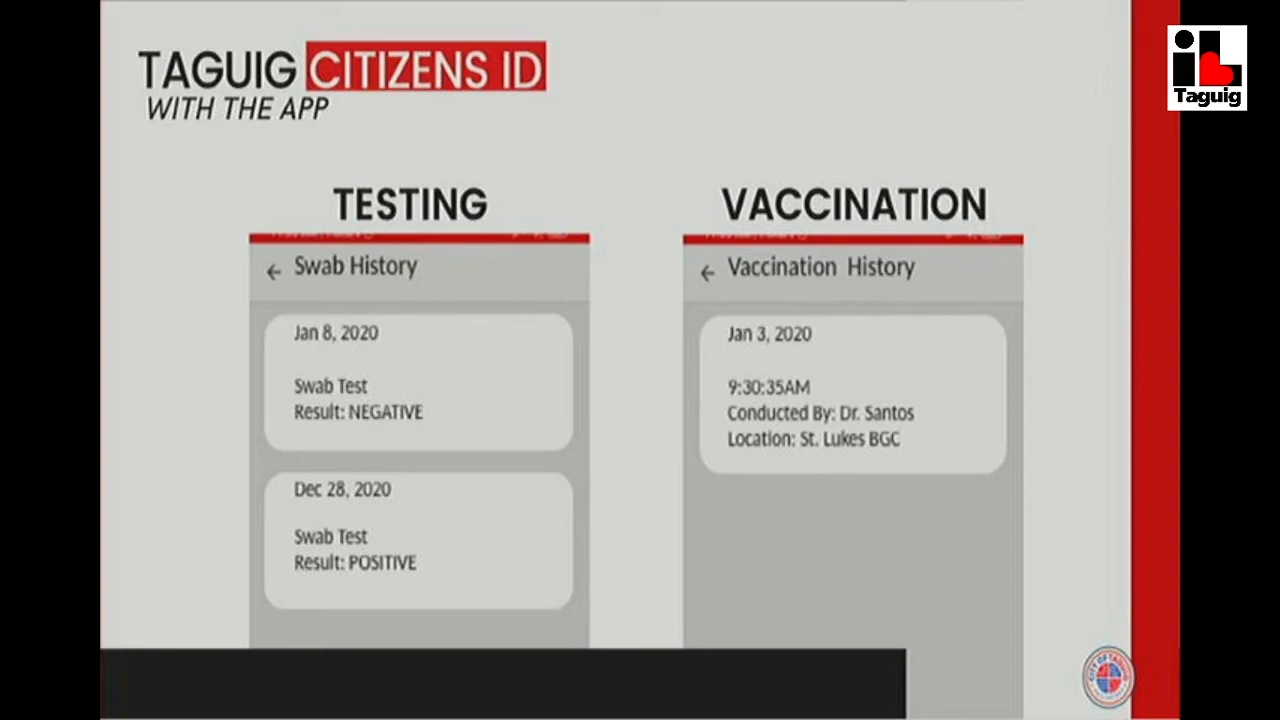 TAGUIG CITIZENS ID
WITH THE APP
iL
Taguig
TESTING
Swab History
Jan 8, 2020
Swab Test
Result: NEGATIVE
Dec 28, 2020
Swab Test
Result: POSITIVE
VACCINATION
Vaccination History
Jan 3, 2020
9:30:35AM
Conducted By: Dr. Santos
Location: St. Lukes BGC